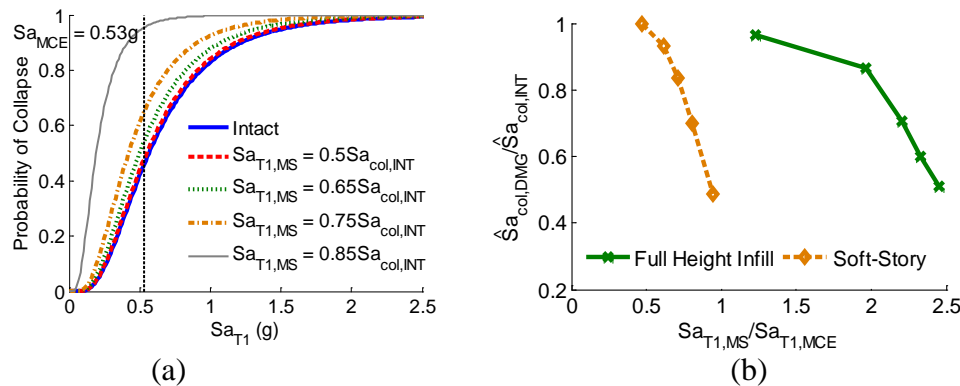 Sa_MCE = 0.53g
Probability of Collapse
1
0.8
0.6
0.4
0.2
0
Intact
Sa_T1,MS = 0.5Sa_col,INT
Sa_T1,MS = 0.65Sa_col,INT
Sa_T1,MS = 0.75Sa_col,INT
Sa_T1,MS = 0.85Sa_col,INT
0 0.5 1 1.5 2 2.5
Sa_T1 (g)
(a)
Ŝa_col,DMG/Ŝa_col,INT
1
0.8
0.6
0.4
0.2
Full Height Infill Soft-Story
0 0.5 1 1.5 2 2.5
Sa_T1,MS/Sa_T1,MCE
(b)